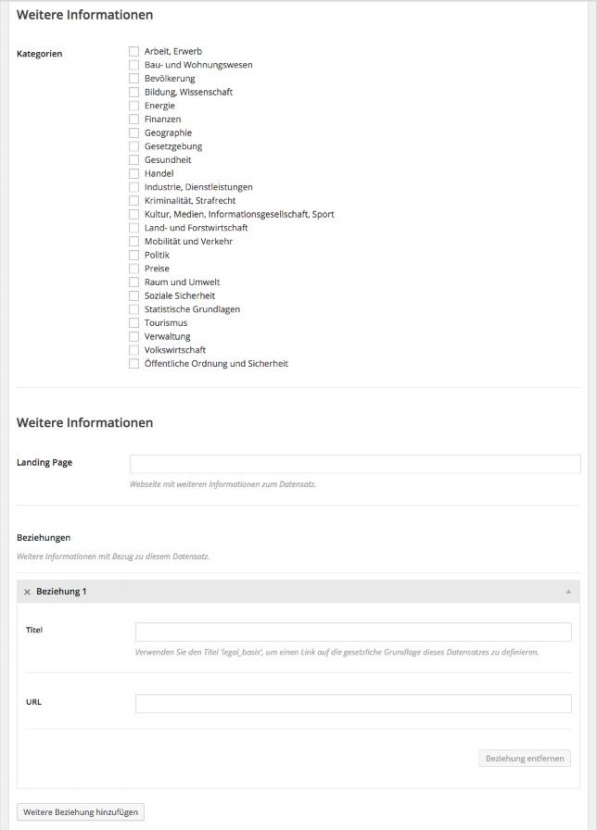 Weitere Informationen
Kategorien
Arbeit, Erwerb
Bau- und Wohnungswesen
Bevölkerung
Bildung, Wissenschaft
Energie
Finanzen
Geographie
Gesetzgebung
Gesundheit
Handel
Industrie, Dienstleistungen
Kriminalität, Strafrecht
Kultur, Medien, Informationsgesellschaft, Sport
Land- und Forstwirtschaft
Mobilität und Verkehr
Politik
Preise
Raum und Umwelt
Soziale Sicherheit
Statistische Grundlagen
Tourismus
Verwaltung
Volkswirtschaft
Öffentliche Ordnung und Sicherheit
Weitere Informationen
Landing Page
Webseite mit weiteren Informationen zum Datensatz.
Beziehungen
Weitere Informationen mit Bezug zu diesem Datensatz.
× Beziehung 1
Titel
Verwenden Sie den Titel 'legal_basis', um einen Link auf die gesetzliche Grundlage dieses Datensatzes zu definieren.
URL
Beziehung entfernen
Weitere Beziehung hinzufügen